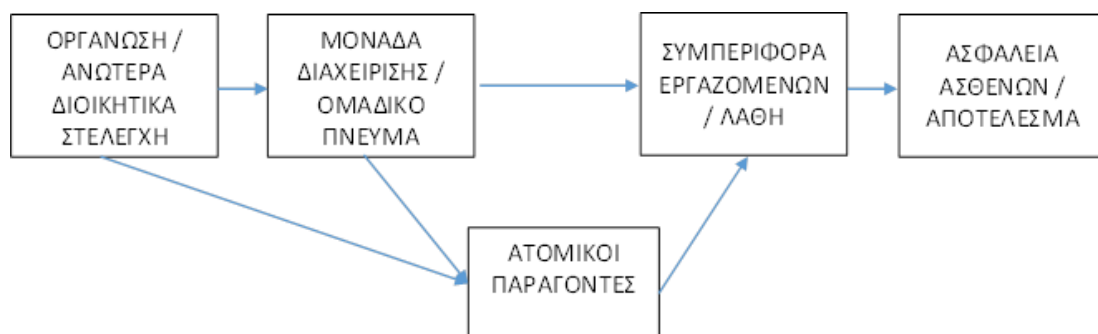 ΟΡΓΑΝΩΣΗ /
ΑΝΩΤΕΡΑ
ΔΙΟΙΚΗΤΙΚΑ
ΣΤΕΛΕΓΧΗ
ΜΟΝΑΔΑ
ΔΙΑΧΕΙΡΙΣΗΣ /
ΟΜΑΔΙΚΟ
ΠΝΕΥΜΑ
ΣΥΜΠΕΡΙΦΟΡΑ
ΕΡΓΑΖΟΜΕΝΩΝ
/ ΛΑΘΗ
ΑΣΦΑΛΕΙΑ
ΑΣΘΕΝΩΝ /
ΑΠΟΤΕΛΕΣΜΑ
ΑΤΟΜΙΚΟΙ
ΠΑΡΑΓΟΝΤΕΣ